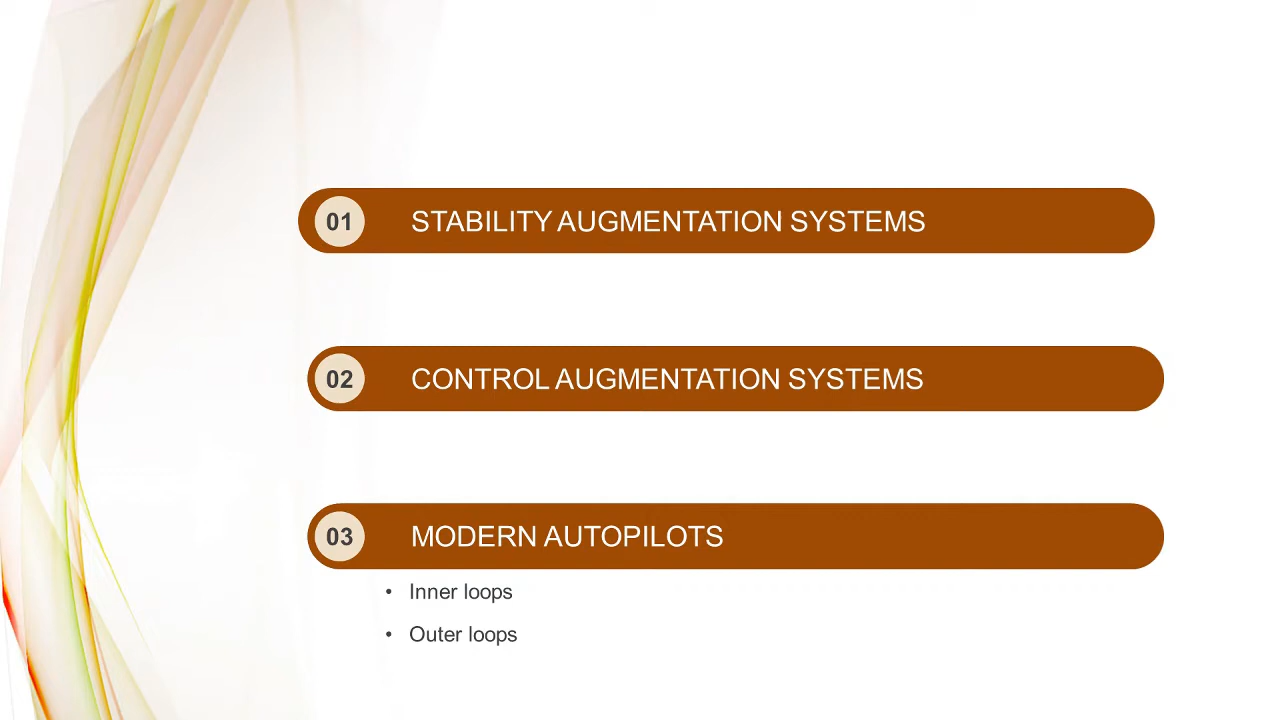 01 STABILITY AUGMENTATION SYSTEMS
02 CONTROL AUGMENTATION SYSTEMS
03 MODERN AUTOPILOTS
• Inner loops
• Outer loops